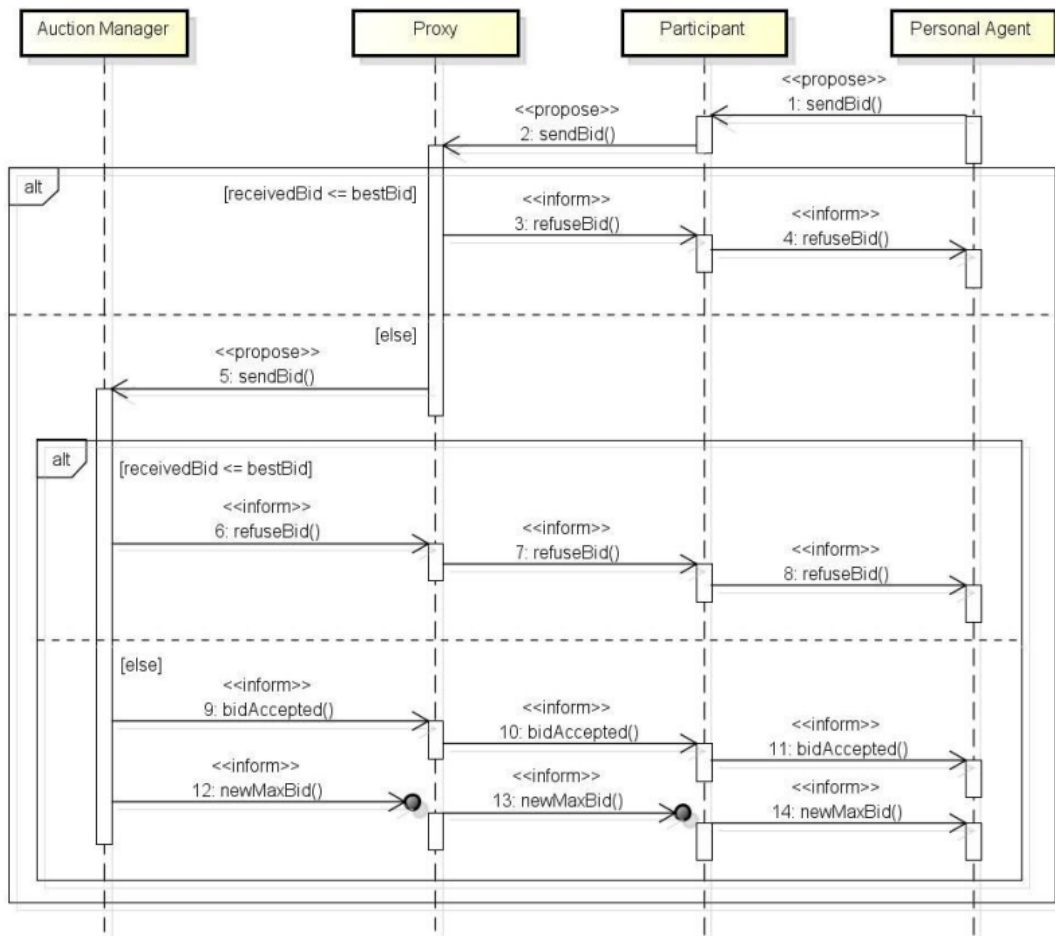 Auction Manager
Proxy
Participant
Personal Agent
<<propose>>
1: sendBid()
<<propose>>
2: sendBid()
alt
[receivedBid <= bestBid]
<<inform>>
3: refuseBid()
<<inform>>
4: refuseBid()
[else]
<<propose>>
5: sendBid()
alt
[receivedBid <= bestBid]
<<inform>>
6: refuseBid()
<<inform>>
7: refuseBid()
<<inform>>
8: refuseBid()
[else]
<<inform>>
9: bidAccepted()
<<inform>>
10: bidAccepted()
<<inform>>
11: bidAccepted()
<<inform>>
12: newMaxBid()
<<inform>>
13: newMaxBid()
<<inform>>
14: newMaxBid()